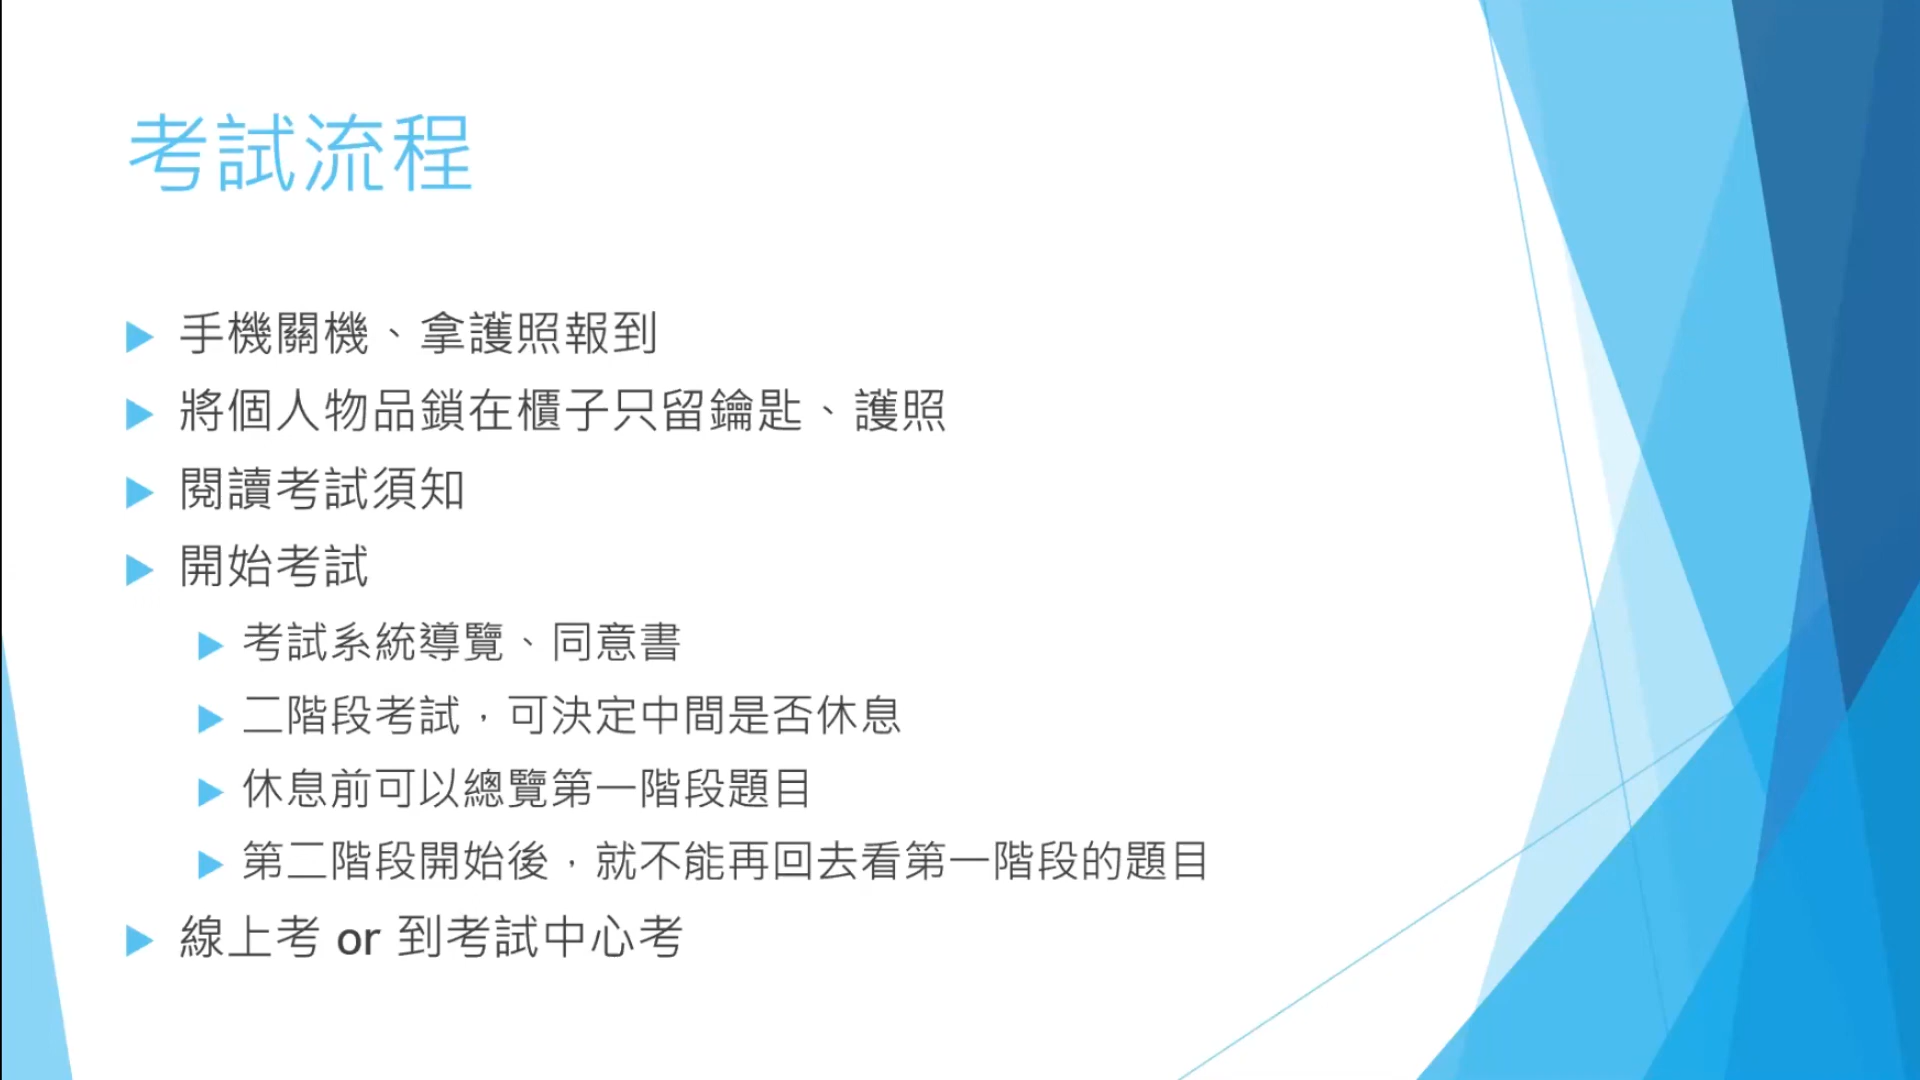 考試流程
手機關機、拿護照報到
將個人物品鎖在櫃子只留鑰匙、護照
閱讀考試須知
開始考試
考試系統導覽、同意書
二階段考試，可決定中間是否休息
休息前可以總覽第一階段題目
第二階段開始後，就不能再回去看第一階段的題目
線上考 or 到考試中心考